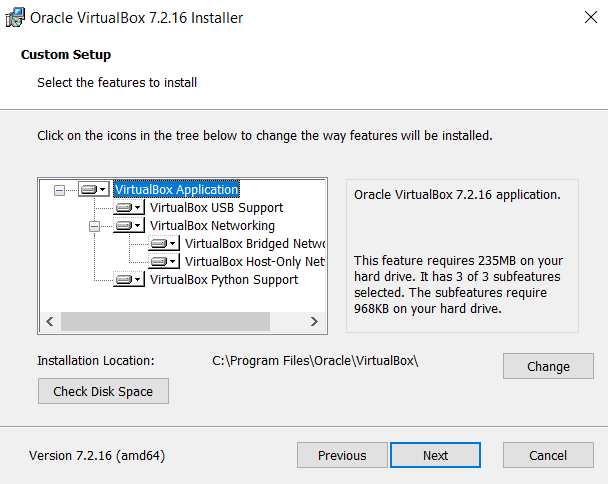 Oracle VirtualBox 7.2.16 Installer
Custom Setup
Select the features to install
Click on the icons in the tree below to change the way features will be installed.
VirtualBox Application
VirtualBox USB Support
VirtualBox Networking
VirtualBox Bridged Netw
VirtualBox Host-Only Net
VirtualBox Python Support
Oracle VirtualBox 7.2.16 application.
This feature requires 235MB on your
hard drive. It has 3 of 3 subfeatures
selected. The subfeatures require
968KB on your hard drive.
Installation Location:
C:\Program Files\Oracle\VirtualBox\
Change
Check Disk Space
Version 7.2.16 (amd64)
Previous
Next
Cancel